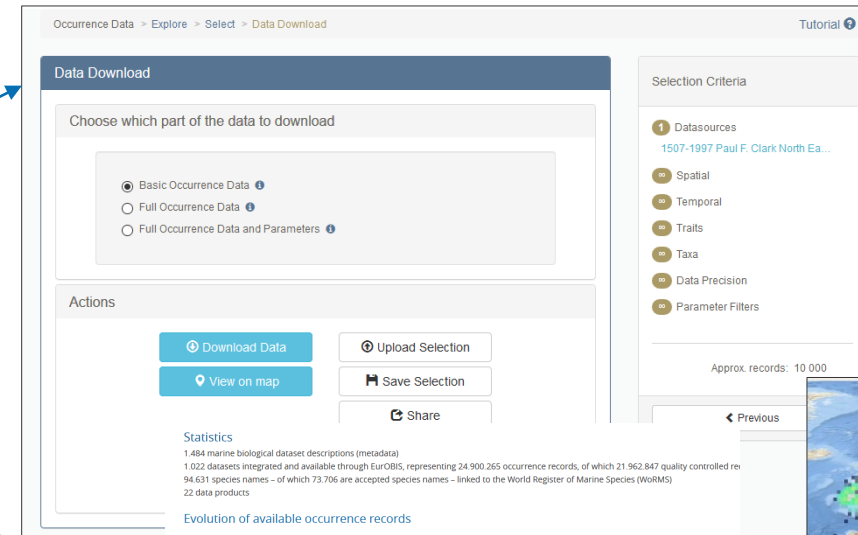 Occurrence Data > Explore > Select > Data Download
Tutorial
Data Download
Choose which part of the data to download
Basic Occurrence Data
Full Occurrence Data
Full Occurrence Data and Parameters
Actions
Download Data
Upload Selection
View on map
Save Selection
Share
Selection Criteria
1 Datasources
1507-1997 Paul F. Clark North Ea...
∞ Spatial
∞ Temporal
∞ Traits
∞ Taxa
∞ Data Precision
∞ Parameter Filters
Approx. records: 10 000
Previous
Statistics
1.484 marine biological dataset descriptions (metadata)
1.022 datasets integrated and available through EurOBIS, representing 24.900.265 occurrence records, of which 21.962.847 quality controlled
94.631 species names – of which 73.706 are accepted species names – linked to the World Register of Marine Species (WoRMS)
22 data products
Evolution of available occurrence records